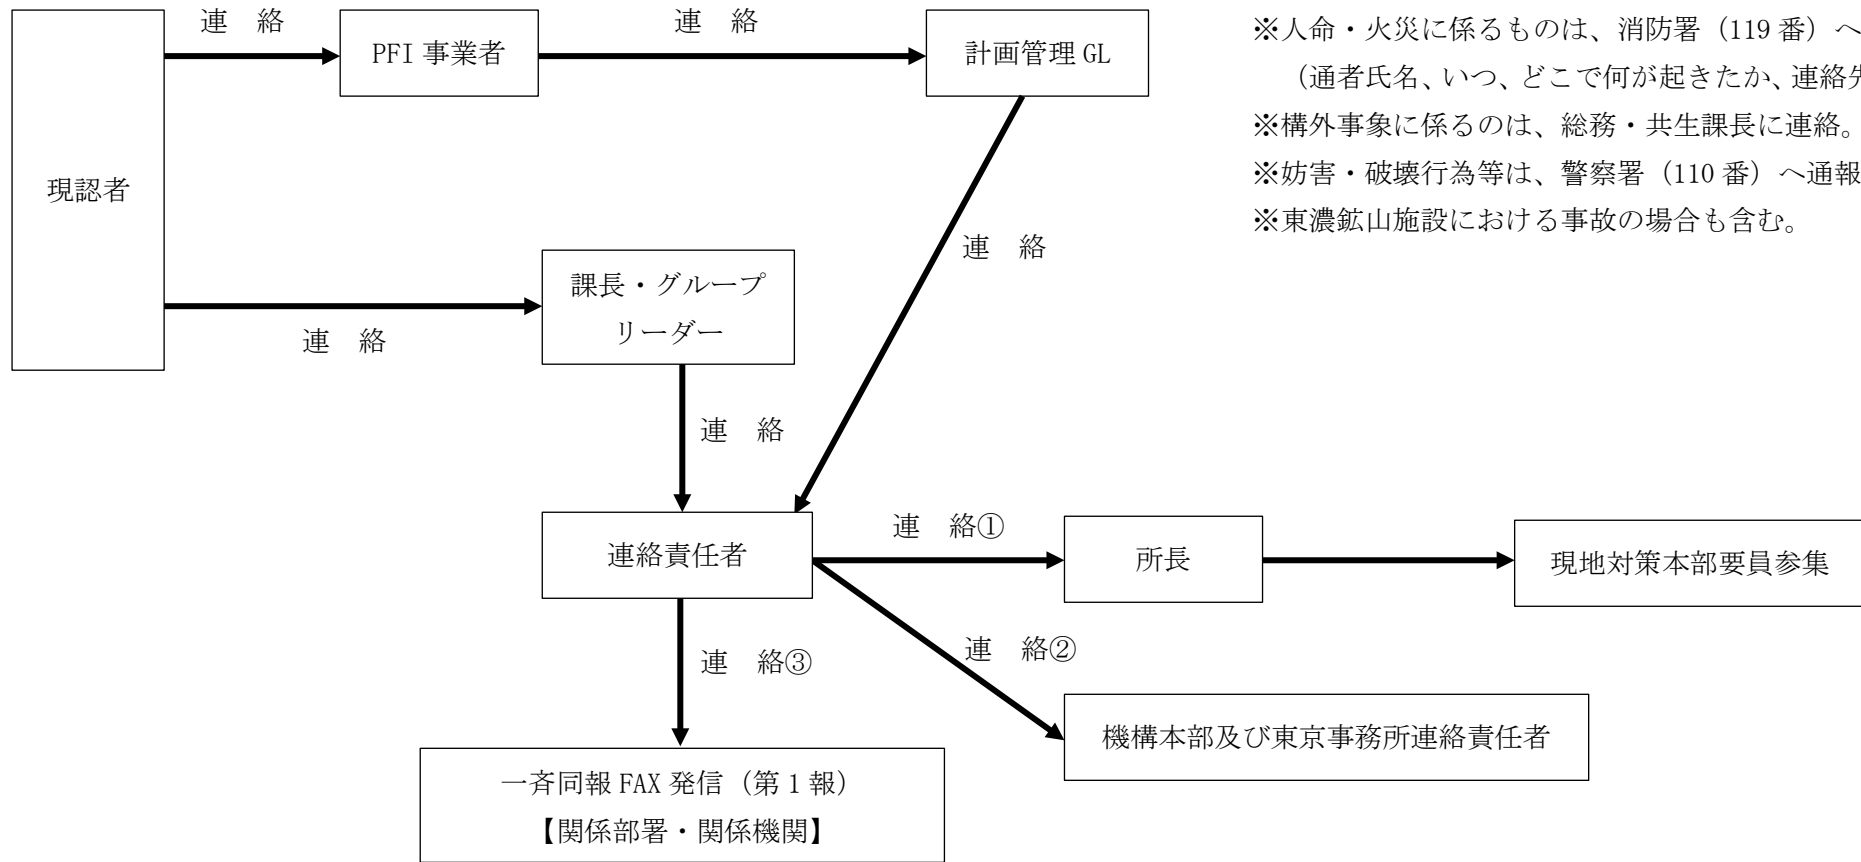 連　絡
連　絡
PFI 事業者
計画管理 GL
※人命・火災に係るものは、消防署（119 番）へ
（通者氏名、いつ、どこで何が起きたか、連絡先
※構外事象に係るのは、総務・共生課長に連絡。
※妨害・破壊行為等は、警察署（110 番）へ通報
※東濃鉱山施設における事故の場合も含む。
現認者
連　絡
課長・グループ
リーダー
連　絡
連　絡
連絡責任者
連　絡①
所長
現地対策本部要員参集
連　絡②
連　絡③
機構本部及び東京事務所連絡責任者
一斉同報 FAX 発信（第 1 報）
【関係部署・関係機関】